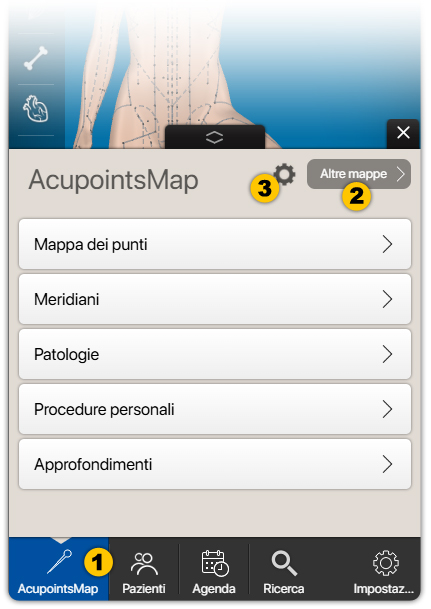 AcupointsMap
3
Altre mappe
2
Mappa dei punti
Meridiani
Patologie
Procedure personali
Approfondimenti
1
AcupointsMap
Pazienti
Agenda
Ricerca
Impostaz...